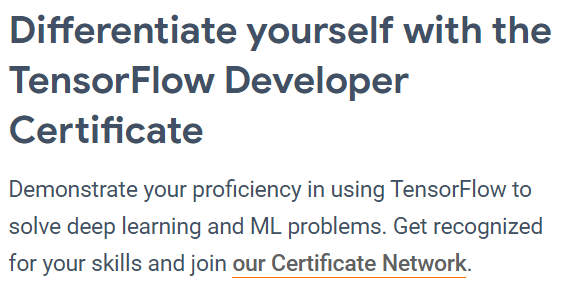 Differentiate yourself with the
TensorFlow Developer
Certificate
Demonstrate your proficiency in using TensorFlow to
solve deep learning and ML problems. Get recognized
for your skills and join our Certificate Network.